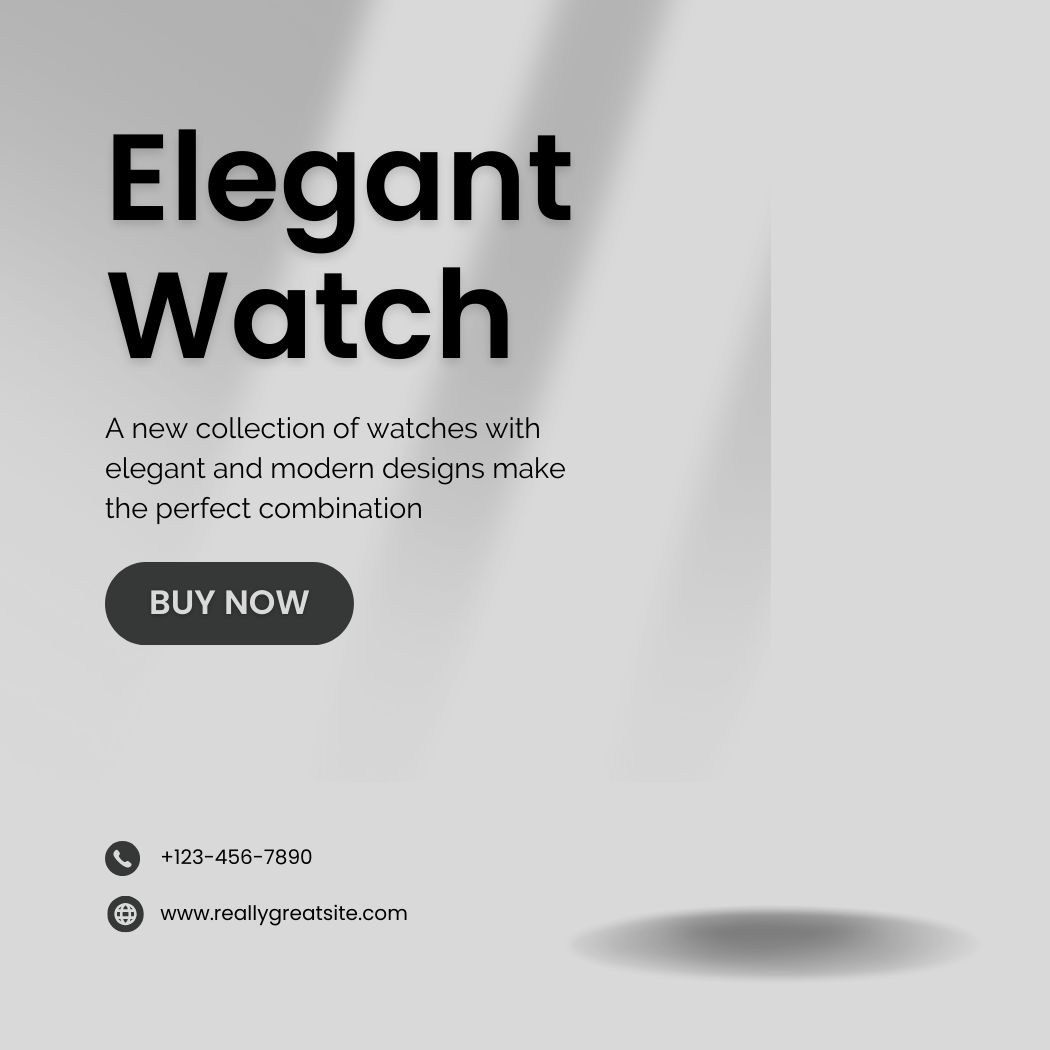 Elegant
Watch
A new collection of watches with
elegant and modern designs make
the perfect combination
BUY NOW
+123-456-7890
www.reallygreatsite.com